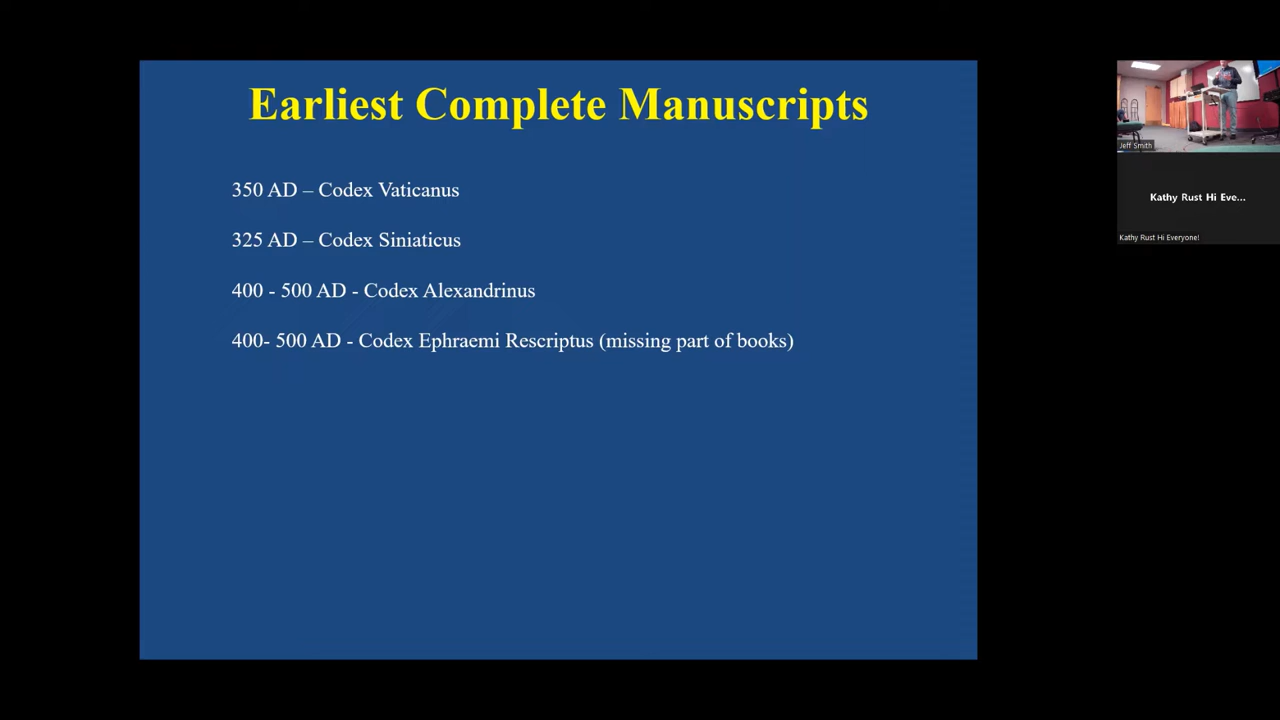 Earliest Complete Manuscripts
350 AD – Codex Vaticanus
325 AD – Codex Siniaticus
400 - 500 AD - Codex Alexandrinus
400- 500 AD - Codex Ephraemi Rescriptus (missing part of books)
Jeff Smith
Kathy Rust Hi Eve...
Kathy Rust Hi Everyone!